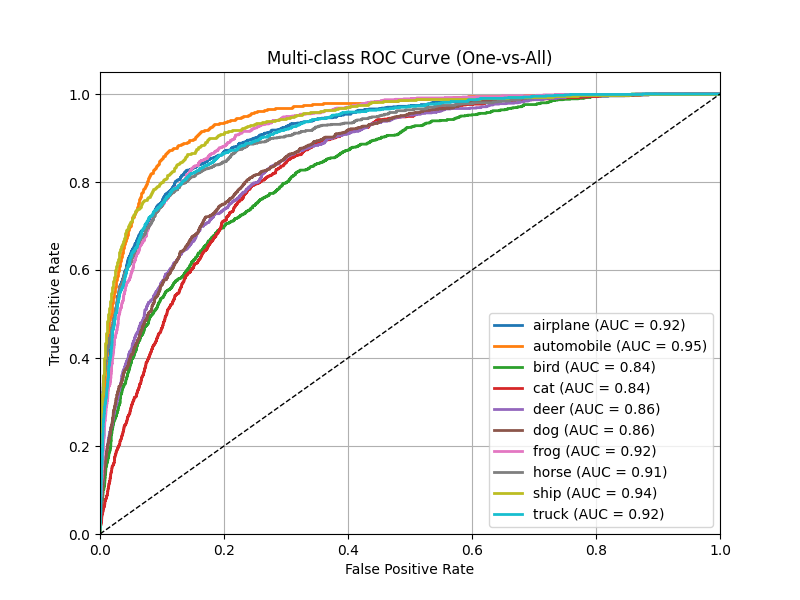 Multi-class ROC Curve (One-vs-All)
True Positive Rate
1.0
0.8
0.6
0.4
0.2
0.0
airplane (AUC = 0.92)
automobile (AUC = 0.95)
bird (AUC = 0.84)
cat (AUC = 0.84)
deer (AUC = 0.86)
dog (AUC = 0.86)
frog (AUC = 0.92)
horse (AUC = 0.91)
ship (AUC = 0.94)
truck (AUC = 0.92)
0.0 0.2 0.4 0.6 0.8 1.0
False Positive Rate